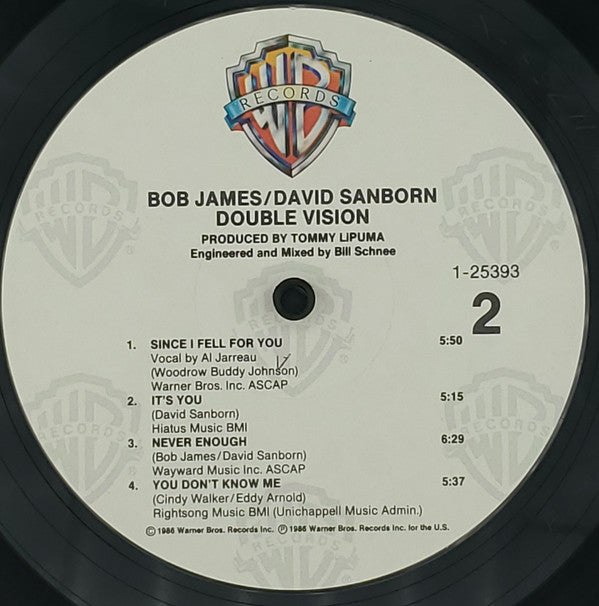 WB
RECORDS
BOB JAMES/DAVID SANBORN
DOUBLE VISION
PRODUCED BY TOMMY LiPUMA
Engineered and Mixed by Bill Schnee
1-25393
2
1. SINCE I FELL FOR YOU 5:50
Vocal by Al Jarreau
(Woodrow Buddy Johnson)
Warner Bros. Inc. ASCAP
2. IT'S YOU 5:15
(David Sanborn)
Hiatus Music BMI
3. NEVER ENOUGH 6:29
(Bob James/David Sanborn)
Wayward Music Inc. ASCAP
4. YOU DON'T KNOW ME 5:37
(Cindy Walker/Eddy Arnold)
Rightsong Music BMI (Unichappell Music Admin.)
©1986 Warner Bros. Records Inc. ℗1986 Warner Bros. Records Inc. for the U.S.